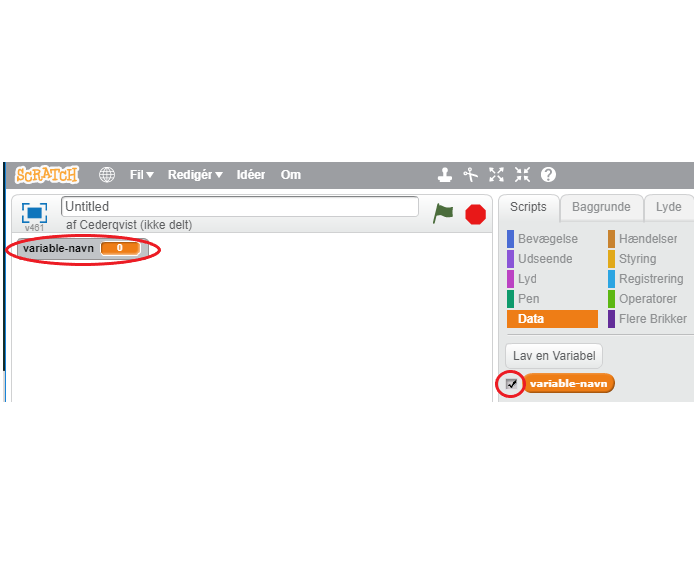 SCRATCH Fil Redigér Idéer Om ?
v461
Untitled
af Cederqvist (ikke delt)
variable-navn 0
Scripts Baggrunde Lyde
Bevægelse Hændelser
Udseende Styring
Lyd Registrering
Pen Operatorer
Data Flere Brikker
Lav en Variabel
variable-navn